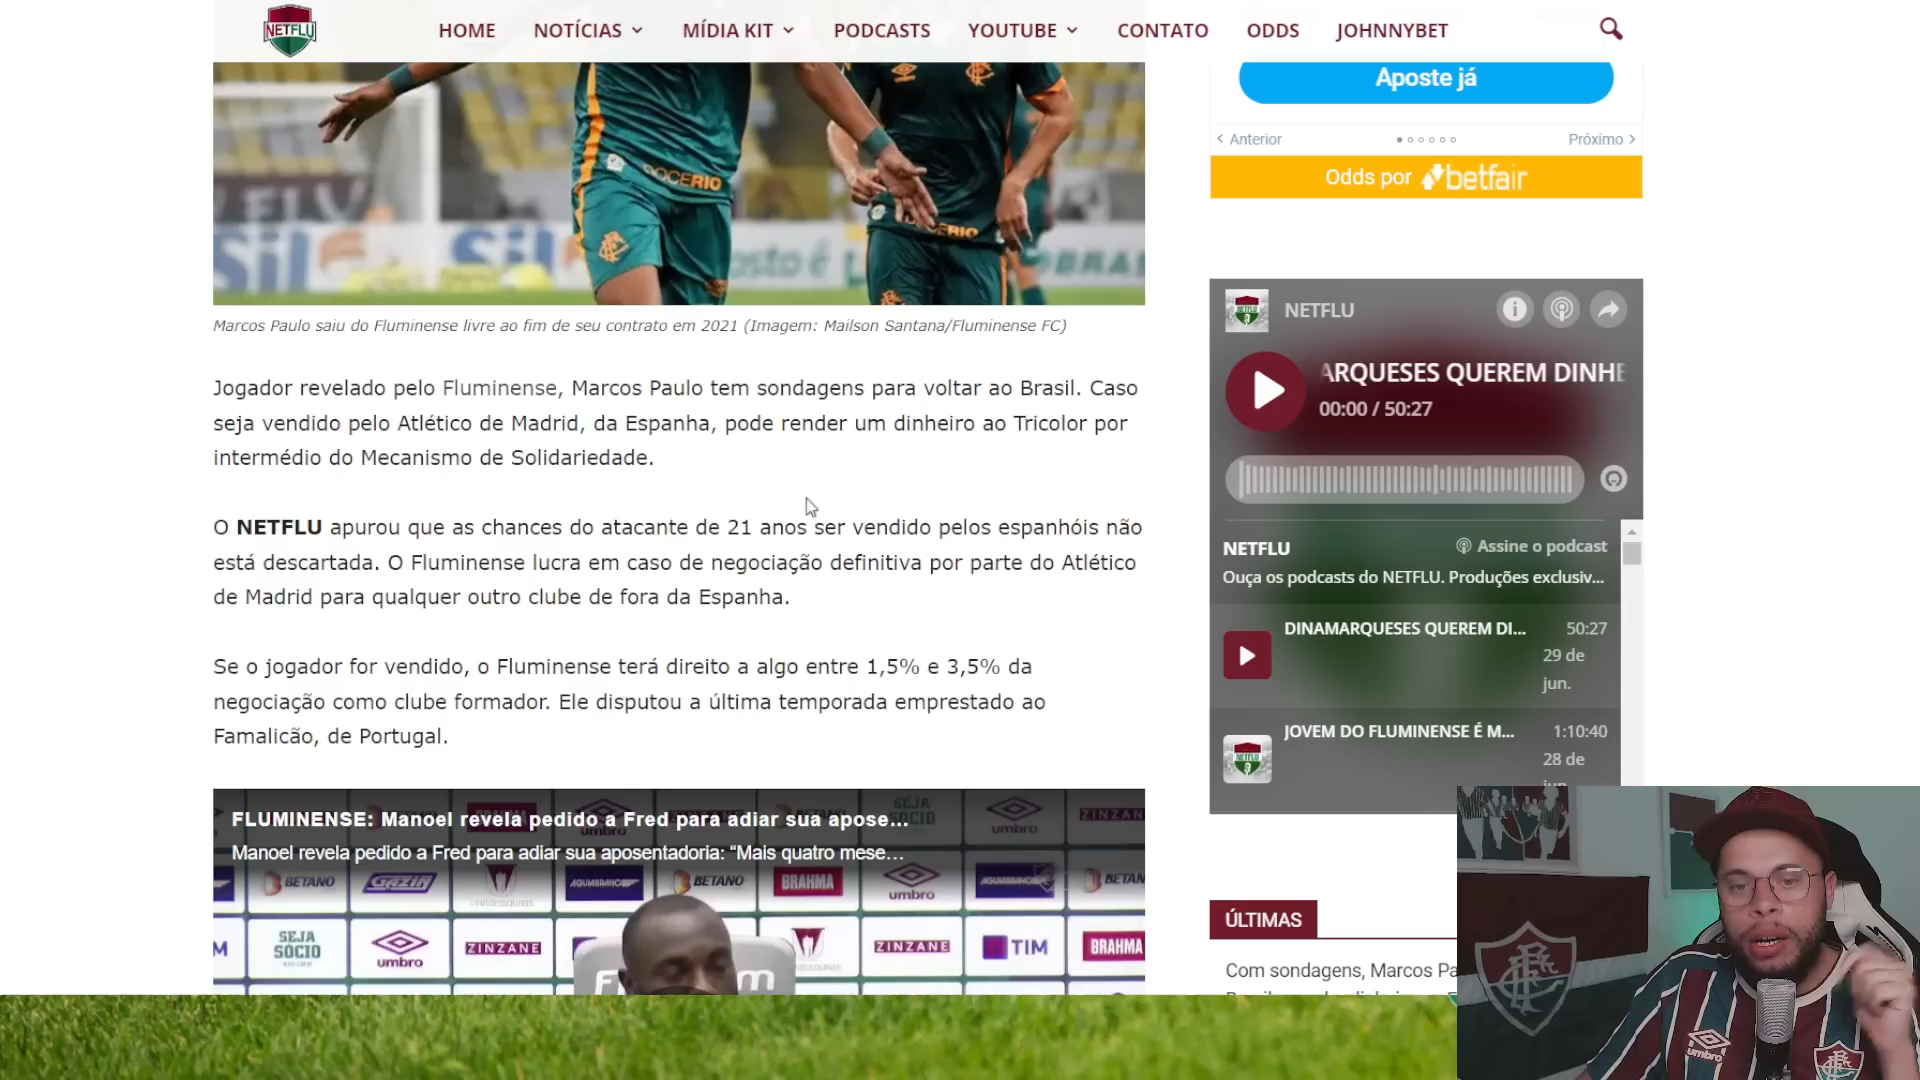 NETFLU
HOME NOTÍCIAS MÍDIA KIT PODCASTS YOUTUBE CONTATO ODDS JOHNNYBET
Marcos Paulo saiu do Fluminense livre ao fim de seu contrato em 2021 (Imagem: Mailson Santana/Fluminense FC)
Jogador revelado pelo Fluminense, Marcos Paulo tem sondagens para voltar ao Brasil. Caso
seja vendido pelo Atlético de Madrid, da Espanha, pode render um dinheiro ao Tricolor por
intermédio do Mecanismo de Solidariedade.
O NETFLU apurou que as chances do atacante de 21 anos ser vendido pelos espanhóis não
está descartada. O Fluminense lucra em caso de negociação definitiva por parte do Atlético
de Madrid para qualquer outro clube de fora da Espanha.
Se o jogador for vendido, o Fluminense terá direito a algo entre 1,5% e 3,5% da
negociação como clube formador. Ele disputou a última temporada emprestado ao
Famalicão, de Portugal.
FLUMINENSE: Manoel revela pedido a Fred para adiar sua apose...
Manoel revela pedido a Fred para adiar sua aposentadoria: “Mais quatro mese...
BETANO GAZIN AGUMBRANCO BETANO BRAHMA umbro AGUMBRANCO BETAN
SEJA SÓCIO umbro ZINZANE ZINZANE TIM BRAHMA
Aposte já
Anterior Próximo
Odds por betfair
NETFLU
ARQUESES QUEREM DINHE
00:00 / 50:27
NETFLU Assine o podcast
Ouça os podcasts do NETFLU. Produções exclusiv...
DINAMARQUESES QUEREM DI... 50:27
29 de
jun.
JOVEM DO FLUMINENSE É M... 1:10:40
28 de
jun.
ÚLTIMAS
Com sondagens, Marcos Pa
umbro